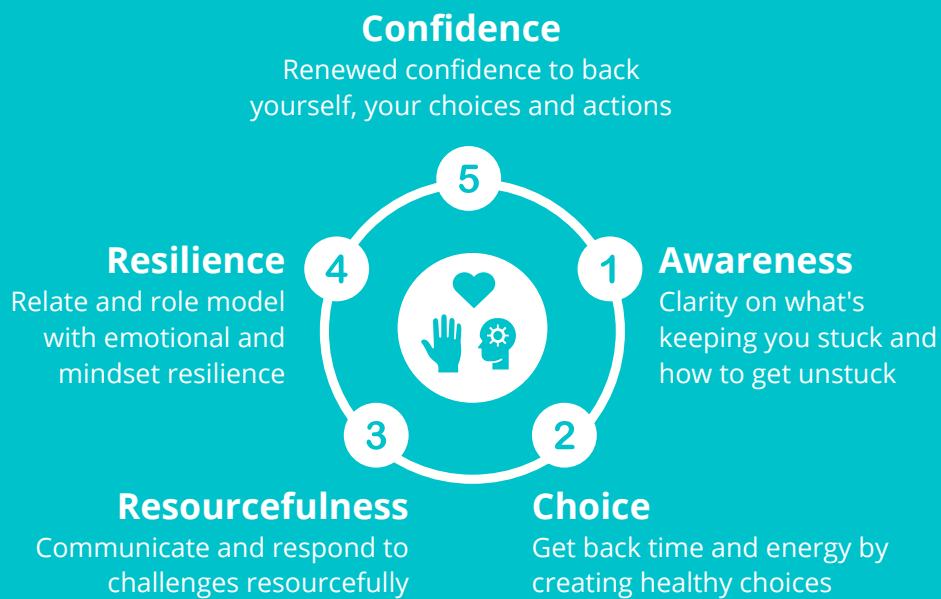 Confidence
Renewed confidence to back
yourself, your choices and actions
5
4
1
Resilience
Relate and role model
with emotional and
mindset resilience
Awareness
Clarity on what's
keeping you stuck and
how to get unstuck
3
2
Resourcefulness
Communicate and respond to
challenges resourcefully
Choice
Get back time and energy by
creating healthy choices